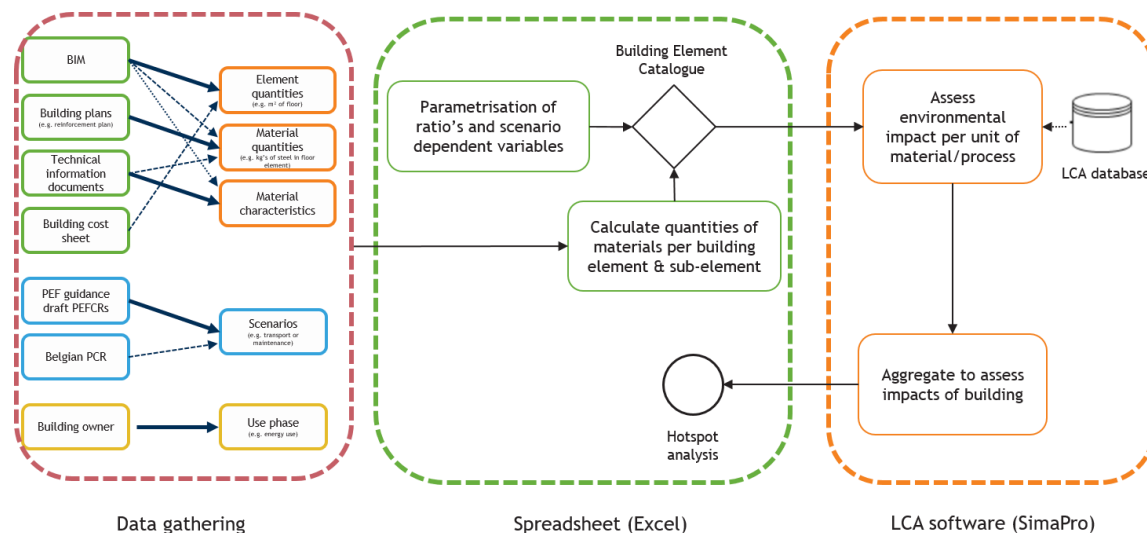 BIM
Building plans
(e.g. reinforcement plan)
Technical
information
documents
Building cost
sheet
PEF guidance
draft PEFCRs
Belgian PCR
Building owner
Element
quantities
(e.g. m² of floor)
Material
quantities
(e.g. kg's of steel in floor
element)
Material
characteristics
Scenarios
(e.g. transport or
maintenance)
Use phase
(e.g. energy use)
Data gathering
Building Element
Catalogue
Parametrisation of
ratio's and scenario
dependent variables
Calculate quantities of
materials per building
element & sub-element
Hotspot
analysis
Spreadsheet (Excel)
Assess
environmental
impact per unit of
material/process
LCA database
Aggregate to assess
impacts of building
LCA software (SimaPro)